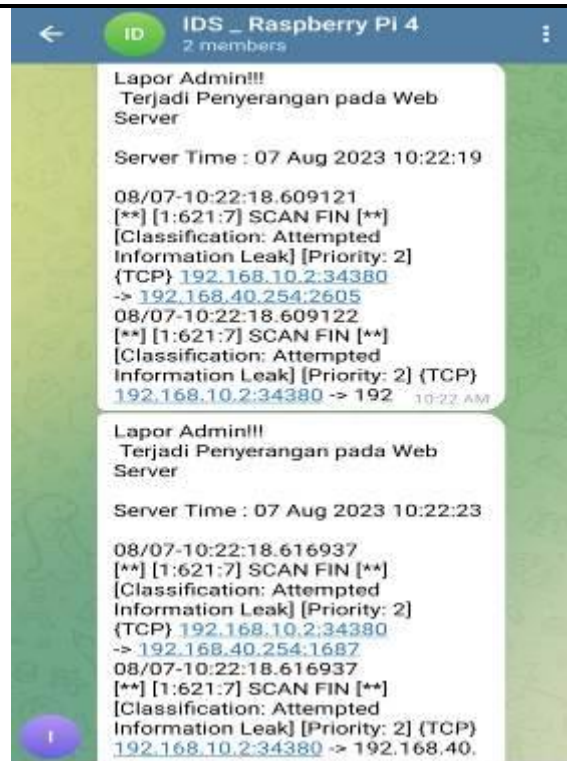 ID
IDS _ Raspberry Pi 4
2 members
Lapor Admin!!!
Terjadi Penyerangan pada Web
Server
Server Time : 07 Aug 2023 10:22:19
08/07-10:22:18.609121
[**] [1:621:7] SCAN FIN [**]
[Classification: Attempted
Information Leak] [Priority: 2]
{TCP} 192.168.10.2:34380
-> 192.168.40.254:2605
08/07-10:22:18.609122
[**] [1:621:7] SCAN FIN [**]
[Classification: Attempted
Information Leak] [Priority: 2] {TCP}
192.168.10.2:34380 -> 192 10:22 AM
Lapor Admin!!!
Terjadi Penyerangan pada Web
Server
Server Time : 07 Aug 2023 10:22:23
08/07-10:22:18.616937
[**] [1:621:7] SCAN FIN [**]
[Classification: Attempted
Information Leak] [Priority: 2]
{TCP} 192.168.10.2:34380
-> 192.168.40.254:1687
08/07-10:22:18.616937
[**] [1:621:7] SCAN FIN [**]
[Classification: Attempted
Information Leak] [Priority: 2] {TCP}
192.168.10.2:34380 -> 192.168.40.
I